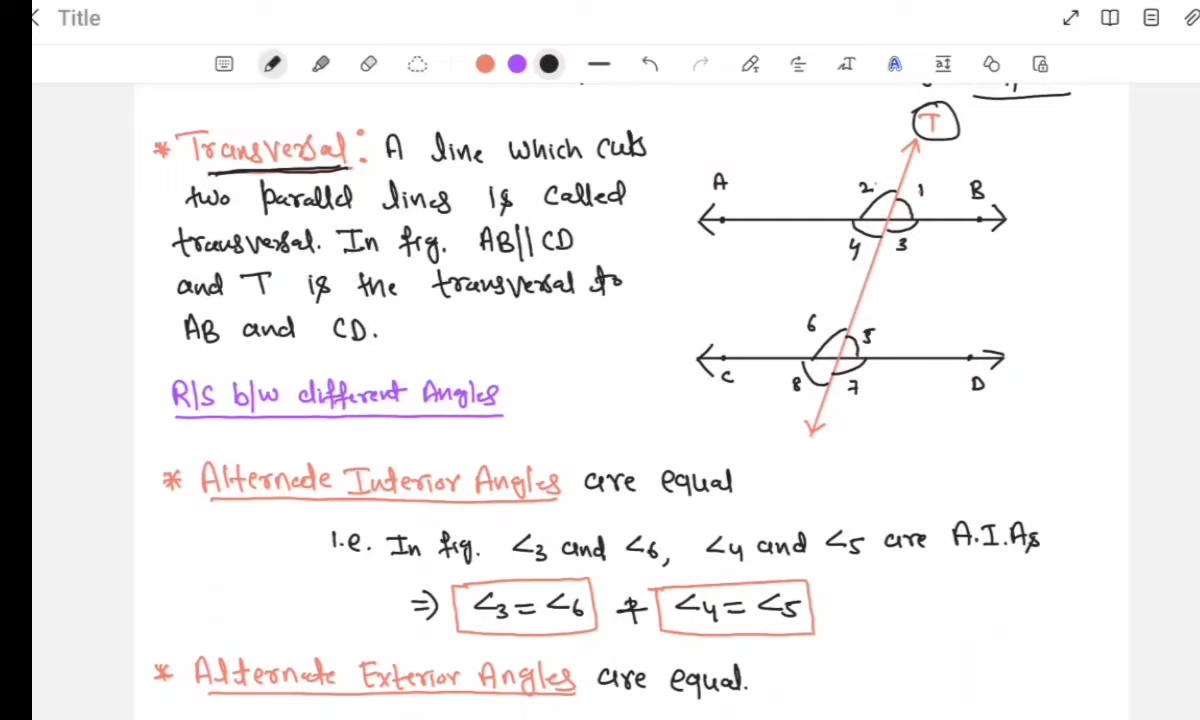 Title
* Transversal: A line which cuts
two parallel lines is called
transversal. In fig. AB||CD
and T is the transversal to
AB and CD.
T
A
2
1
B
4
3
6
5
C
8
7
D
R/S b/w different Angles
* Alternate Interior Angles are equal
i.e. In fig. ∠3 and ∠6, ∠4 and ∠5 are A.I.As
⇒ ∠3 = ∠6 & ∠4 = ∠5
* Alternate Exterior Angles are equal.